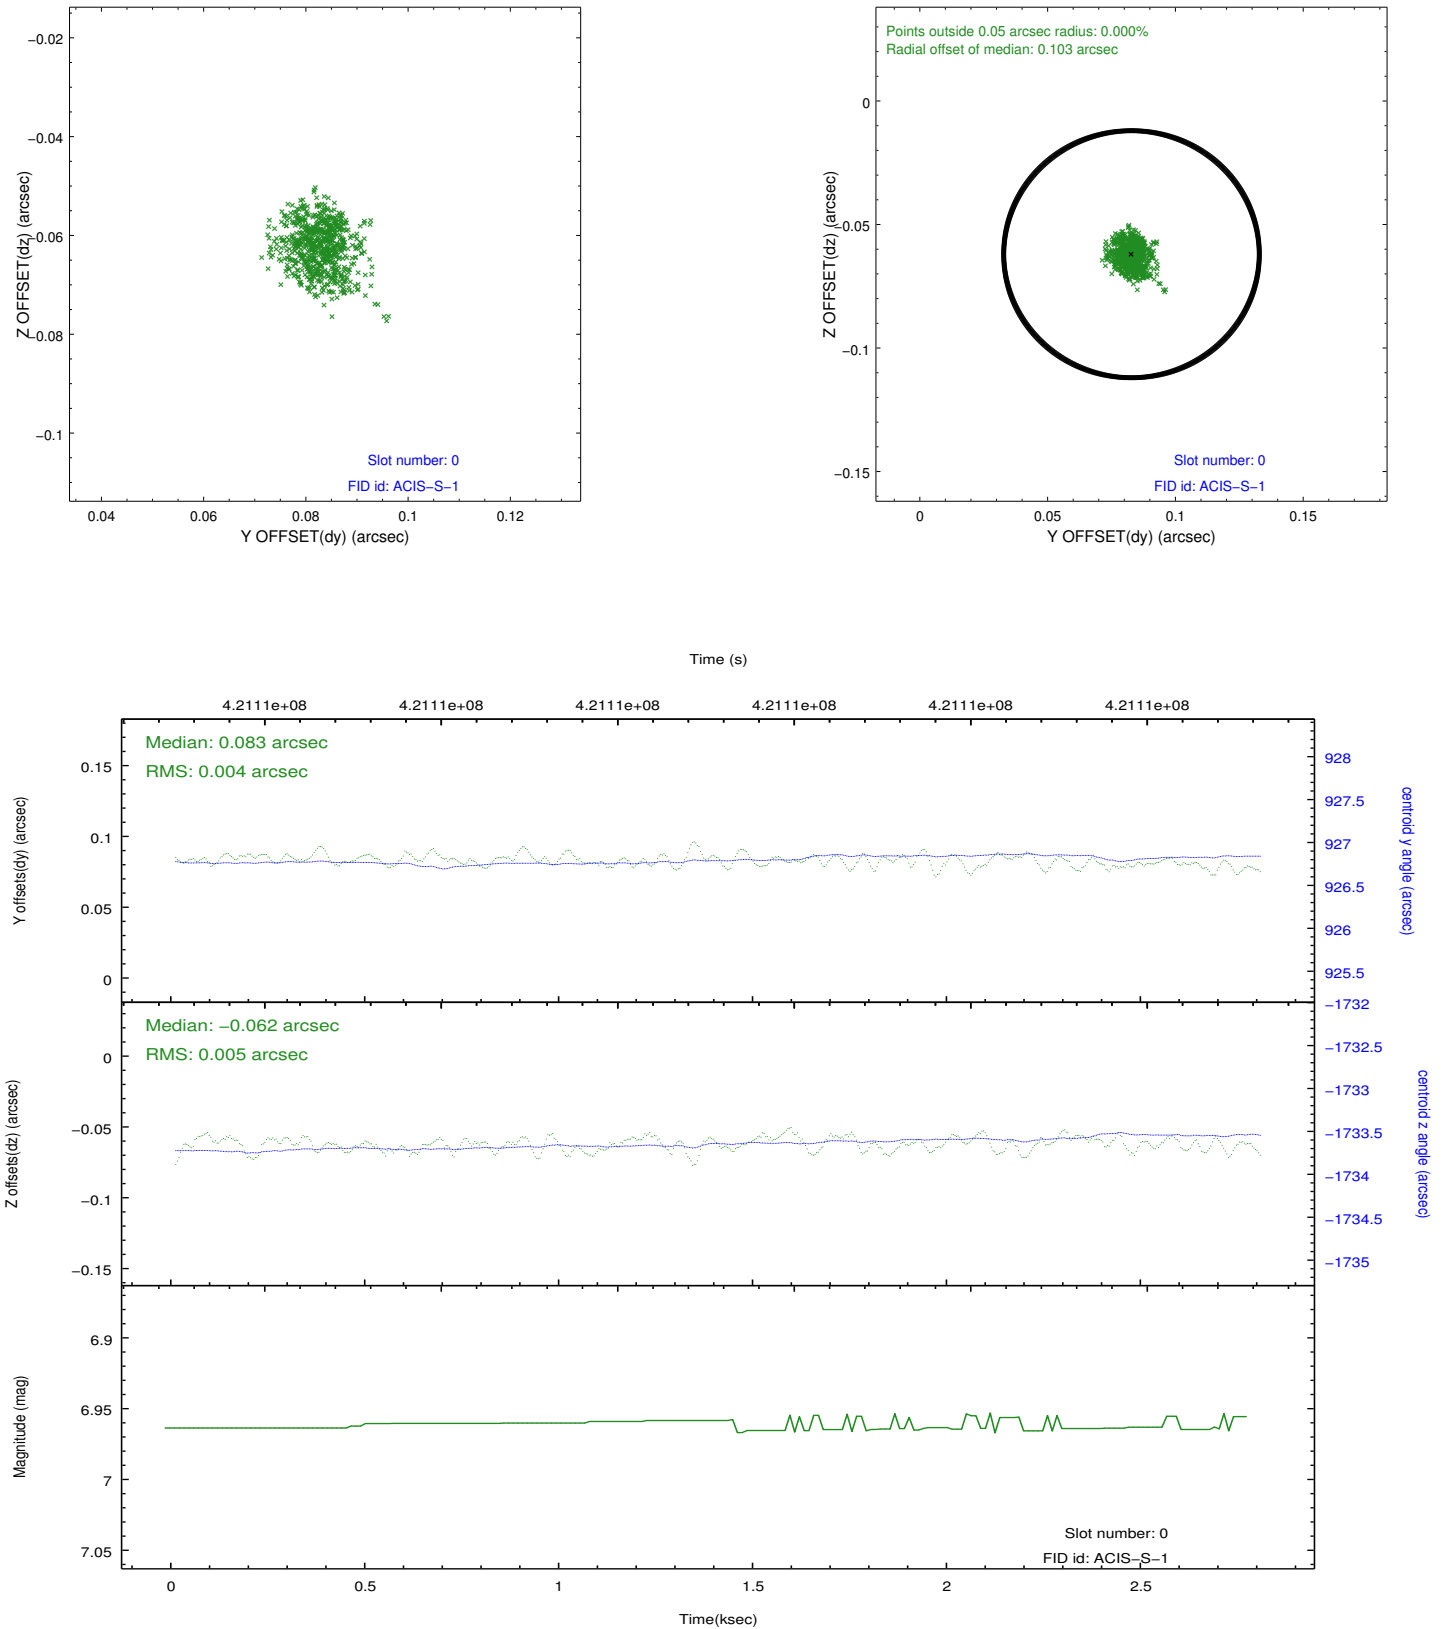 −0.02
−0.04
−0.06
−0.08
−0.1
Z OFFSET(dz) (arcsec)
Slot number: 0
FID id: ACIS−S−1
0.04
0.06
0.08
0.1
0.12
Y OFFSET(dy) (arcsec)
Points outside 0.05 arcsec radius: 0.000%
Radial offset of median: 0.103 arcsec
0
−0.05
−0.1
−0.15
Z OFFSET(dz) (arcsec)
Slot number: 0
FID id: ACIS−S−1
0
0.05
0.1
0.15
Y OFFSET(dy) (arcsec)
Time (s)
4.2111e+08
4.2111e+08
4.2111e+08
4.2111e+08
4.2111e+08
4.2111e+08
Median: 0.083 arcsec
RMS: 0.004 arcsec
0.15
0.1
0.05
0
Y offsets(dy) (arcsec)
928
927.5
927
926.5
926
925.5
centroid y angle (arcsec)
Median: −0.062 arcsec
RMS: 0.005 arcsec
0
−0.05
−0.1
−0.15
Z offsets(dz) (arcsec)
−1732
−1732.5
−1733
−1733.5
−1734
−1734.5
−1735
centroid z angle (arcsec)
6.9
6.95
7
7.05
Magnitude (mag)
Slot number: 0
FID id: ACIS−S−1
0
0.5
1
1.5
2
2.5
Time(ksec)